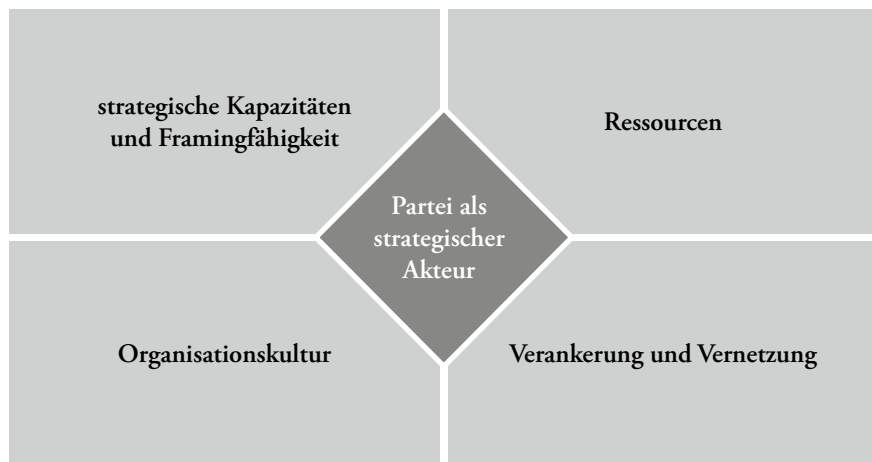 strategische Kapazitäten
und Framingfähigkeit
Ressourcen
Partei als
strategischer
Akteur
Organisationskultur
Verankerung und Vernetzung